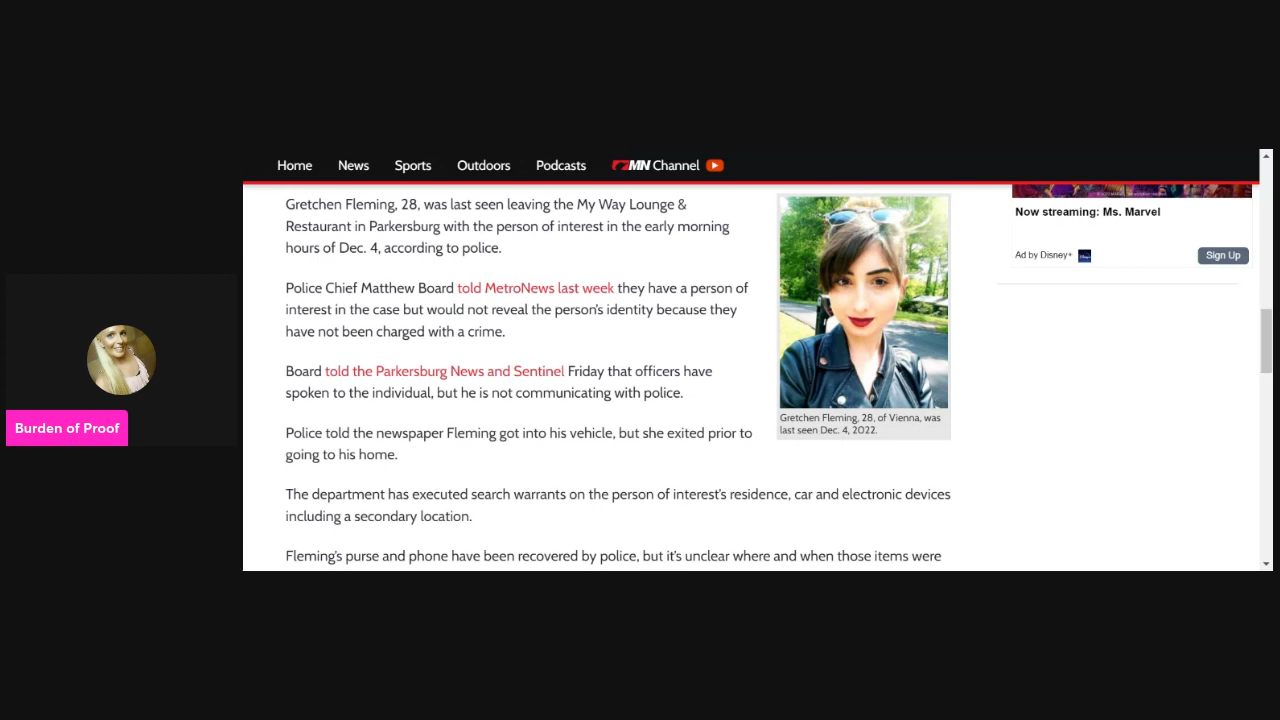 Home News Sports Outdoors Podcasts MN Channel
Gretchen Fleming, 28, was last seen leaving the My Way Lounge &
Restaurant in Parkersburg with the person of interest in the early morning
hours of Dec. 4, according to police.
Police Chief Matthew Board told MetroNews last week they have a person of
interest in the case but would not reveal the person's identity because they
have not been charged with a crime.
Board told the Parkersburg News and Sentinel Friday that officers have
spoken to the individual, but he is not communicating with police.
Police told the newspaper Fleming got into his vehicle, but she exited prior to
going to his home.
The department has executed search warrants on the person of interest's residence, car and electronic devices
including a secondary location.
Fleming's purse and phone have been recovered by police, but it's unclear where and when those items were
Gretchen Fleming, 28, of Vienna, was
last seen Dec. 4, 2022.
Now streaming: Ms. Marvel
Ad by Disney+
Sign Up
Burden of Proof